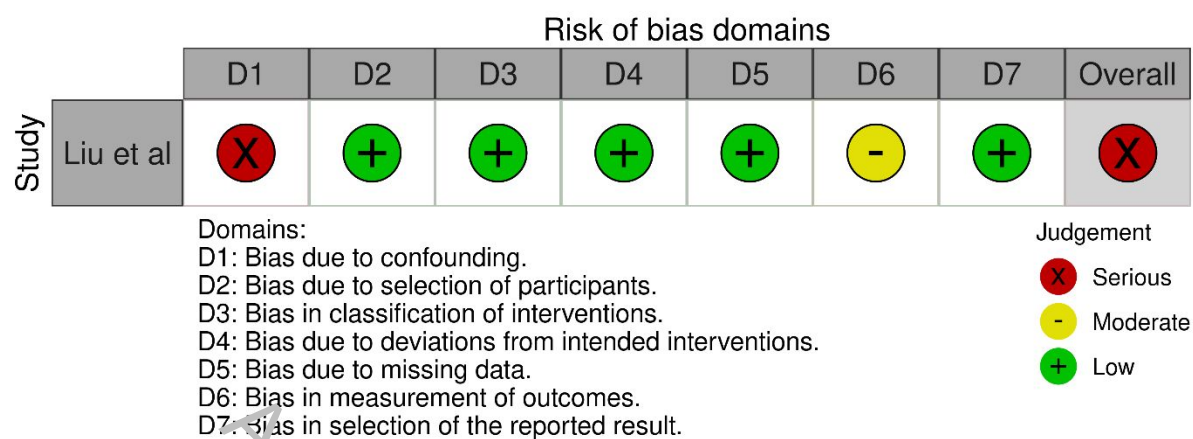 Risk of bias domains
D1 D2 D3 D4 D5 D6 D7 Overall
Study
Liu et al X + + + + - + X
Domains:
D1: Bias due to confounding.
D2: Bias due to selection of participants.
D3: Bias in classification of interventions.
D4: Bias due to deviations from intended interventions.
D5: Bias due to missing data.
D6: Bias in measurement of outcomes.
D7: Bias in selection of the reported result.
Judgement
X Serious
- Moderate
+ Low